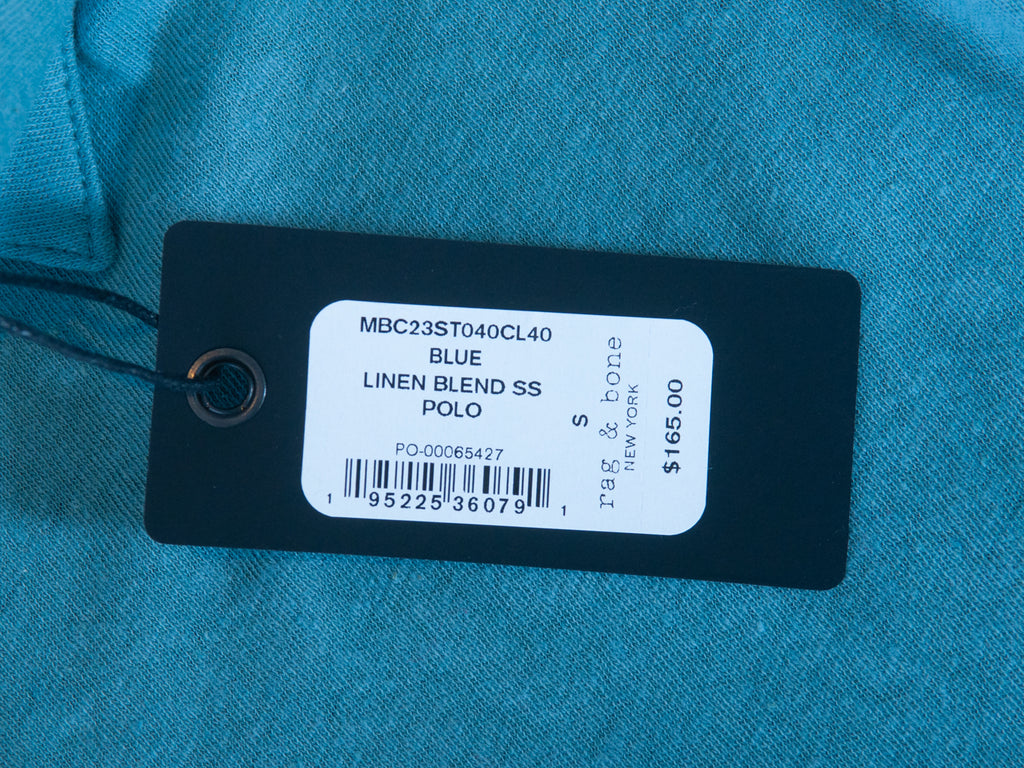 MBC23ST040CL40
BLUE
LINEN BLEND SS
POLO
PO-00065427
1 95225 36079 1
S
rag & bone
NEW YORK
$165.00